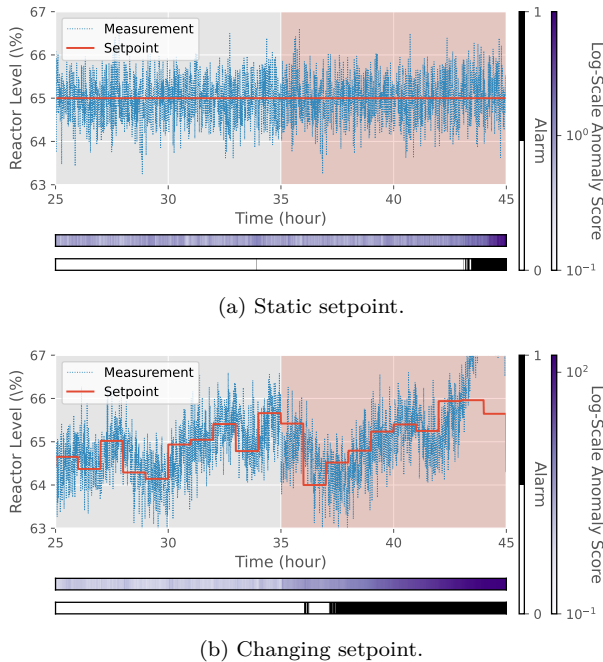 67
66
65
64
63
Reactor Level (\%)
Measurement
Setpoint
25
30
35
40
45
Time (hour)
1
Alarm
0
10⁰
10⁻¹
Log-Scale Anomaly Score
(a) Static setpoint.
67
66
65
64
63
Reactor Level (\%)
Measurement
Setpoint
25
30
35
40
45
Time (hour)
1
Alarm
0
10²
10⁻¹
Log-Scale Anomaly Score
(b) Changing setpoint.